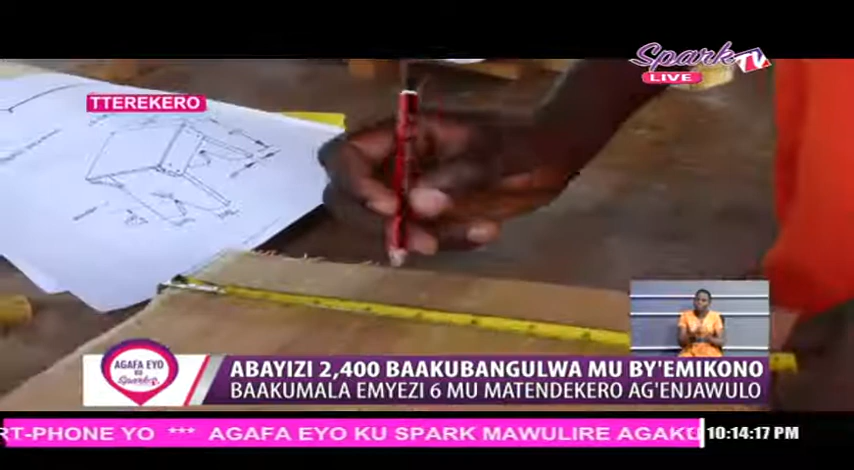 Spark TV
LIVE
TTEREKERO
AGAFA EYO
KU
Spark TV
ABAYIZI 2,400 BAAKUBANGULWA MU BY'EMIKONO
BAAKUMALA EMYEZI 6 MU MATENDEKERO AG'ENJAWULO
RT-PHONE YO *** AGAFA EYO KU SPARK MAWULIRE AGAKU
10:14:17 PM